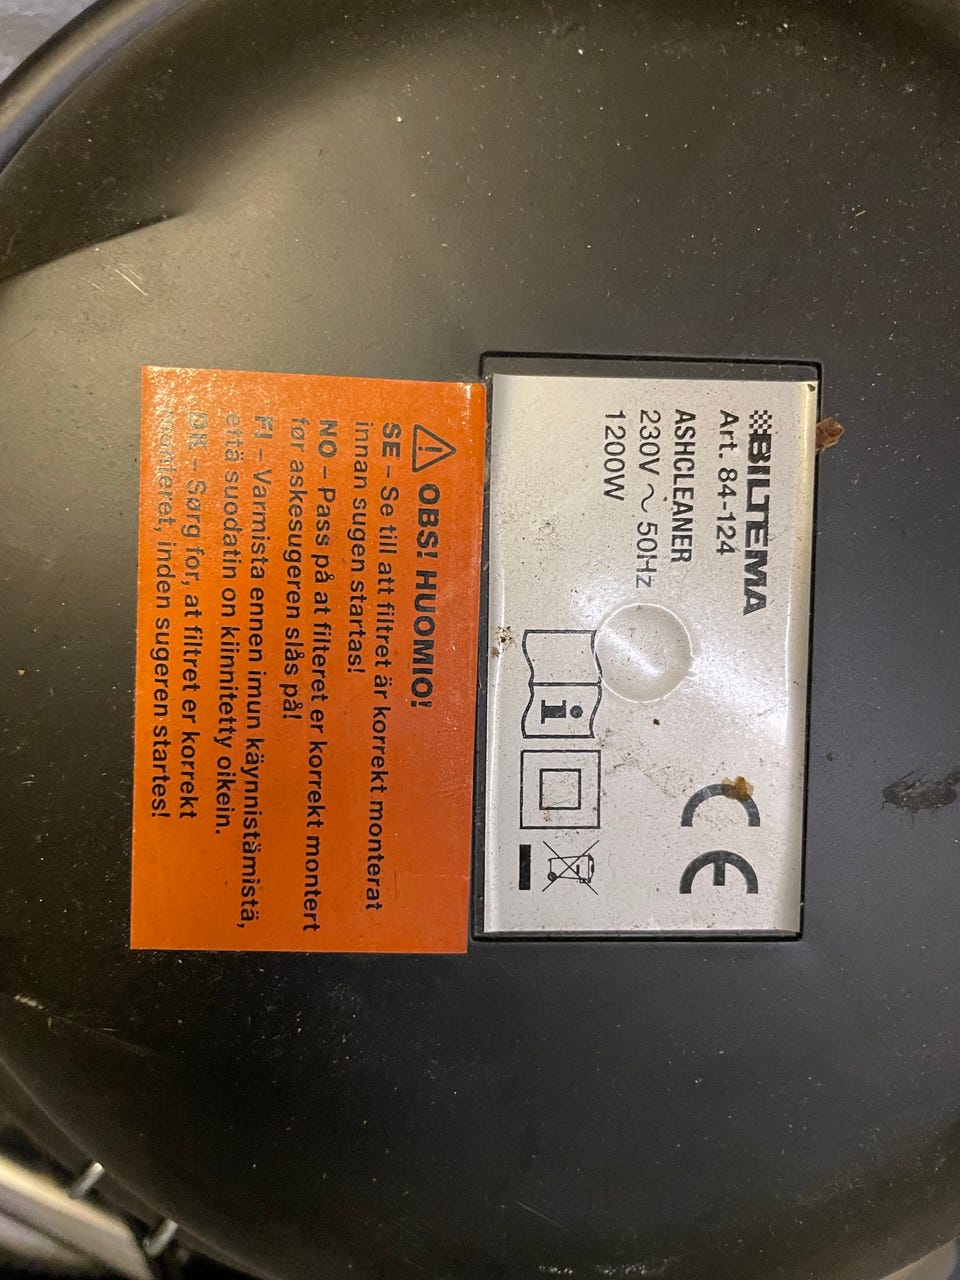 BILTEMA
Art. 84-124
ASHCLEANER
230V ~ 50Hz
1200W
i
CE
OBS! HUOMIO!
SE – Se till att filtret är korrekt monterat
innan sugen startas!
NO – Pass på at filteret er korrekt montert
før askesugeren slås på!
FI – Varmista ennen imun käynnistämistä,
että suodatin on kiinnitetty oikein.
DK – Sørg for, at filtret er korrekt
monteret, inden sugeren startes!